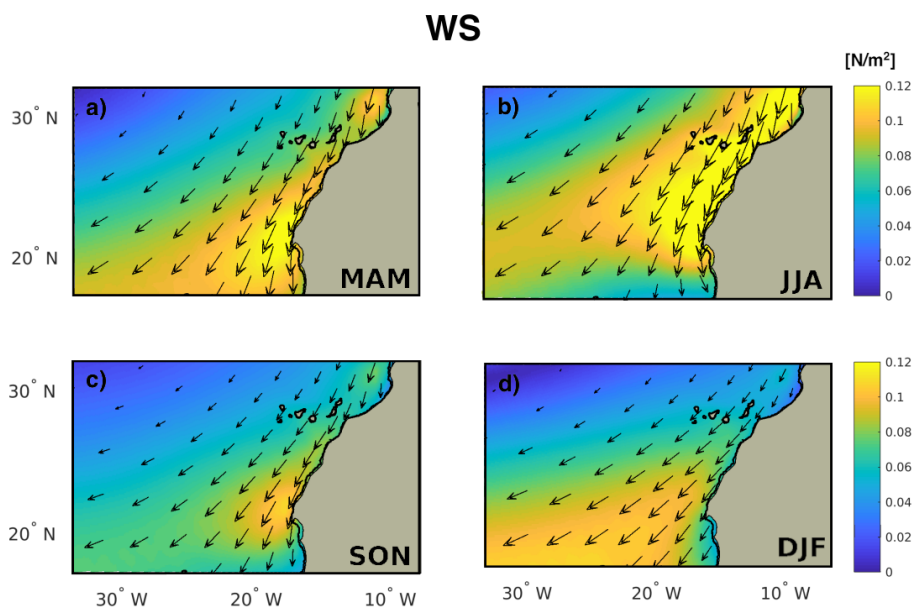 WS
[N/m²]
a)
MAM
30° N
20° N
b)
JJA
0.12
0.1
0.08
0.06
0.04
0.02
0
c)
SON
30° N
20° N
30° W
20° W
10° W
d)
DJF
30° W
20° W
10° W
0.12
0.1
0.08
0.06
0.04
0.02
0